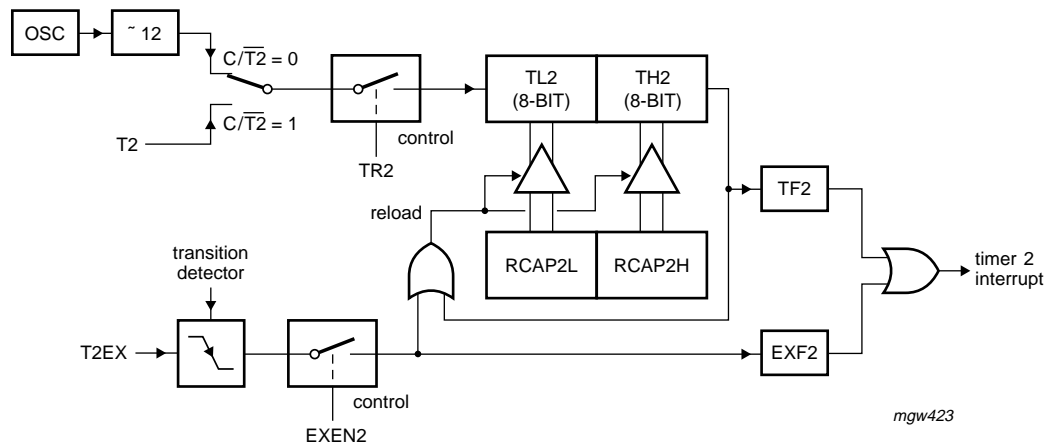 OSC
~ 12
C/T2 = 0
C/T2 = 1
T2
control
TR2
TL2
(8-BIT)
TH2
(8-BIT)
TF2
reload
RCAP2L
RCAP2H
timer 2
interrupt
transition
detector
T2EX
control
EXEN2
EXF2
mgw423